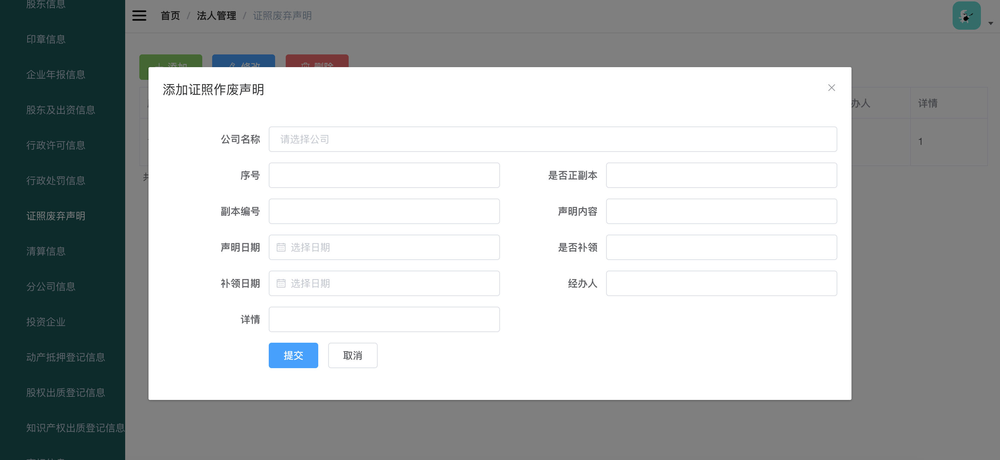 股东信息
印章信息
企业年报信息
股东及出资信息
行政许可信息
行政处罚信息
证照废弃声明
清算信息
分公司信息
投资企业
动产抵押登记信息
股权出质登记信息
知识产权出质登记信息
首页 / 法人管理 / 证照废弃声明
添加 修改 删除
办人 详情
1
共
添加证照作废声明
公司名称 请选择公司
序号 是否正副本
副本编号 声明内容
声明日期 选择日期 是否补领
补领日期 选择日期 经办人
详情
提交 取消